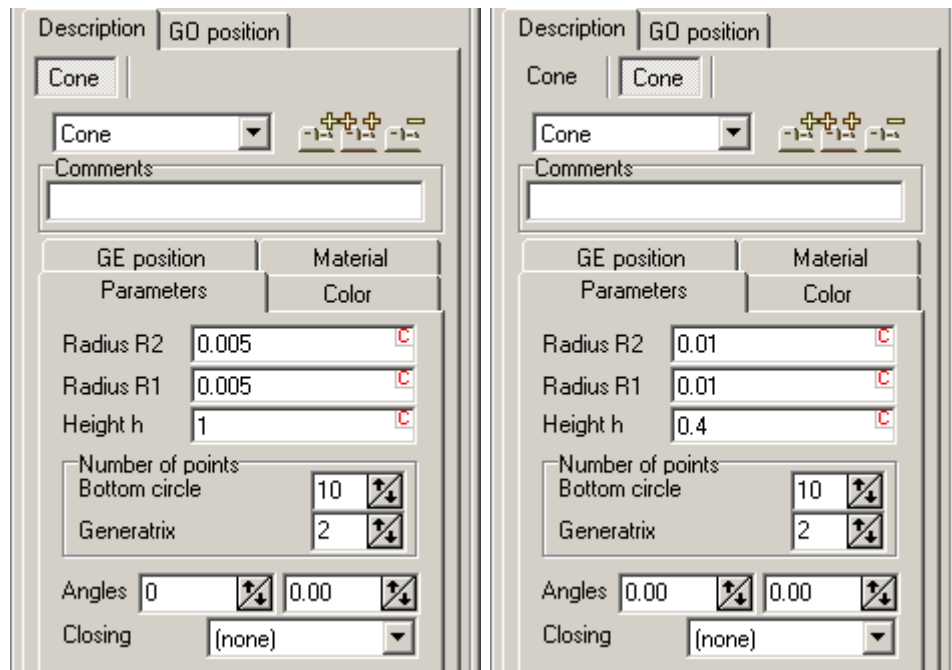 Description GO position
Cone
Cone
Comments
GE position Material
Parameters Color
Radius R2 0.005 C
Radius R1 0.005 C
Height h 1 C
Number of points
Bottom circle 10
Generatrix 2
Angles 0 0.00
Closing (none)
Description GO position
Cone Cone
Cone
Comments
GE position Material
Parameters Color
Radius R2 0.01 C
Radius R1 0.01 C
Height h 0.4 C
Number of points
Bottom circle 10
Generatrix 2
Angles 0.00 0.00
Closing (none)